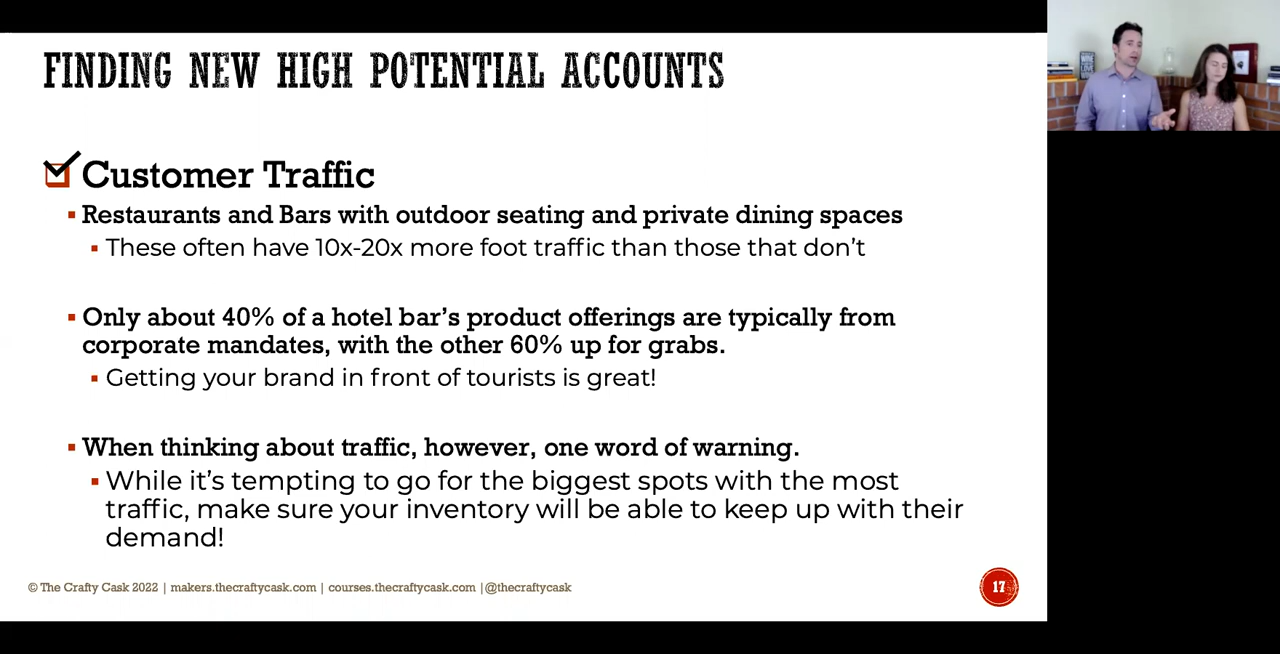 FINDING NEW HIGH POTENTIAL ACCOUNTS
Customer Traffic
Restaurants and Bars with outdoor seating and private dining spaces
These often have 10x-20x more foot traffic than those that don’t
Only about 40% of a hotel bar’s product offerings are typically from
corporate mandates, with the other 60% up for grabs.
Getting your brand in front of tourists is great!
When thinking about traffic, however, one word of warning.
While it’s tempting to go for the biggest spots with the most
traffic, make sure your inventory will be able to keep up with their
demand!
© The Crafty Cask 2022 | makers.thecraftycask.com | courses.thecraftycask.com |@thecraftycask
17